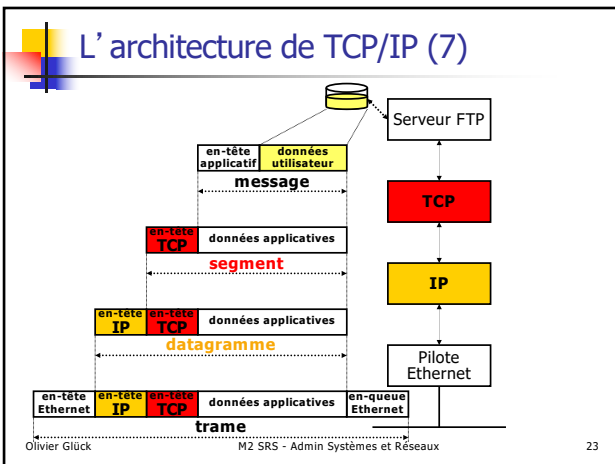 L'architecture de TCP/IP (7)
Serveur FTP
en-tête applicatif
données utilisateur
message
TCP
en-tête TCP
données applicatives
segment
IP
en-tête IP
en-tête TCP
données applicatives
datagramme
Pilote Ethernet
en-tête Ethernet
en-tête IP
en-tête TCP
données applicatives
en-queue Ethernet
trame
Olivier Glück
M2 SRS - Admin Systèmes et Réseaux
23